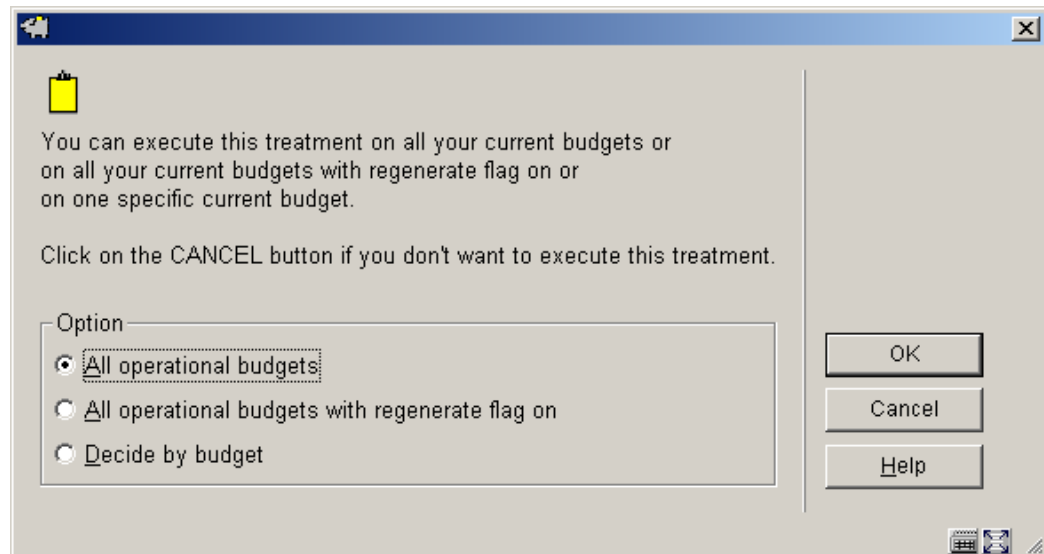 You can execute this treatment on all your current budgets or
on all your current budgets with regenerate flag on or
on one specific current budget.
Click on the CANCEL button if you don't want to execute this treatment.
Option
All operational budgets
All operational budgets with regenerate flag on
Decide by budget
OK
Cancel
Help